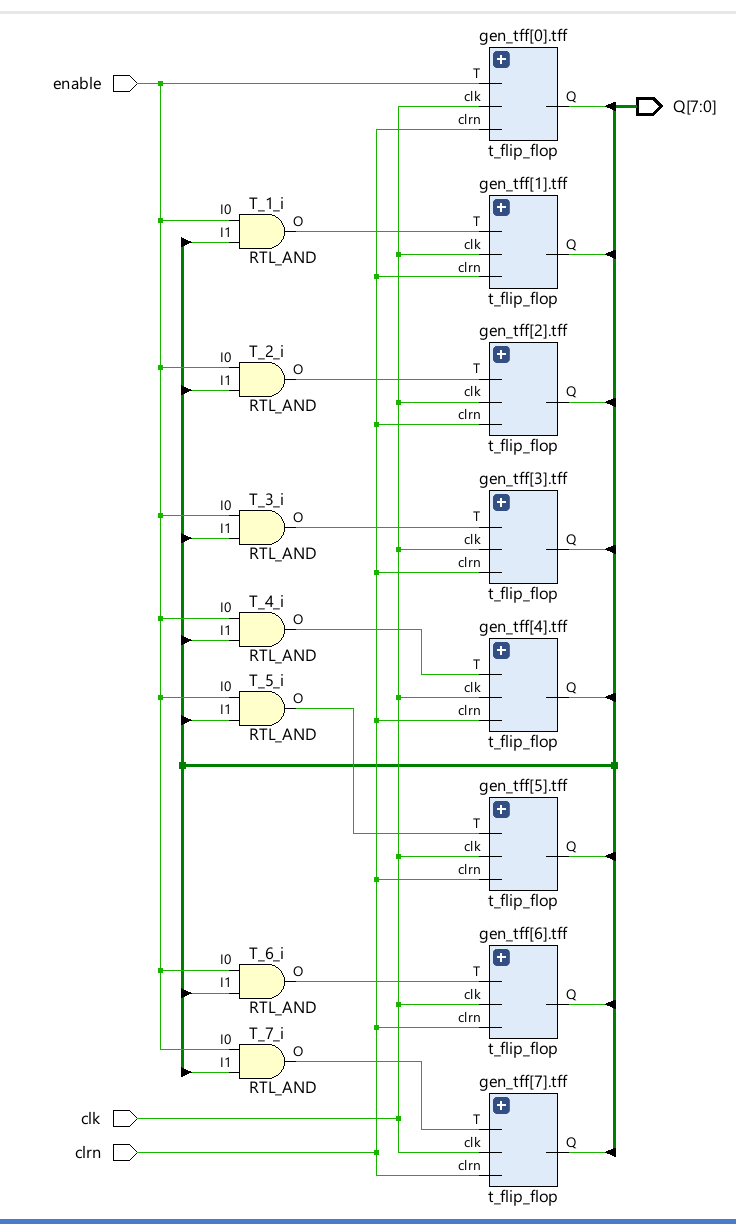 gen_tff[0].tff
enable
T
clk
clrn
Q
Q[7:0]
t_flip_flop
gen_tff[1].tff
T_1_i
I0
I1
O
RTL_AND
T
clk
clrn
Q
t_flip_flop
gen_tff[2].tff
T_2_i
I0
I1
O
RTL_AND
T
clk
clrn
Q
t_flip_flop
gen_tff[3].tff
T_3_i
I0
I1
O
RTL_AND
T
clk
clrn
Q
t_flip_flop
T_4_i
I0
I1
O
RTL_AND
gen_tff[4].tff
T
clk
clrn
Q
t_flip_flop
T_5_i
I0
I1
O
RTL_AND
gen_tff[5].tff
T
clk
clrn
Q
t_flip_flop
gen_tff[6].tff
T_6_i
I0
I1
O
RTL_AND
T
clk
clrn
Q
t_flip_flop
T_7_i
I0
I1
O
RTL_AND
gen_tff[7].tff
T
clk
clrn
Q
t_flip_flop
clk
clrn